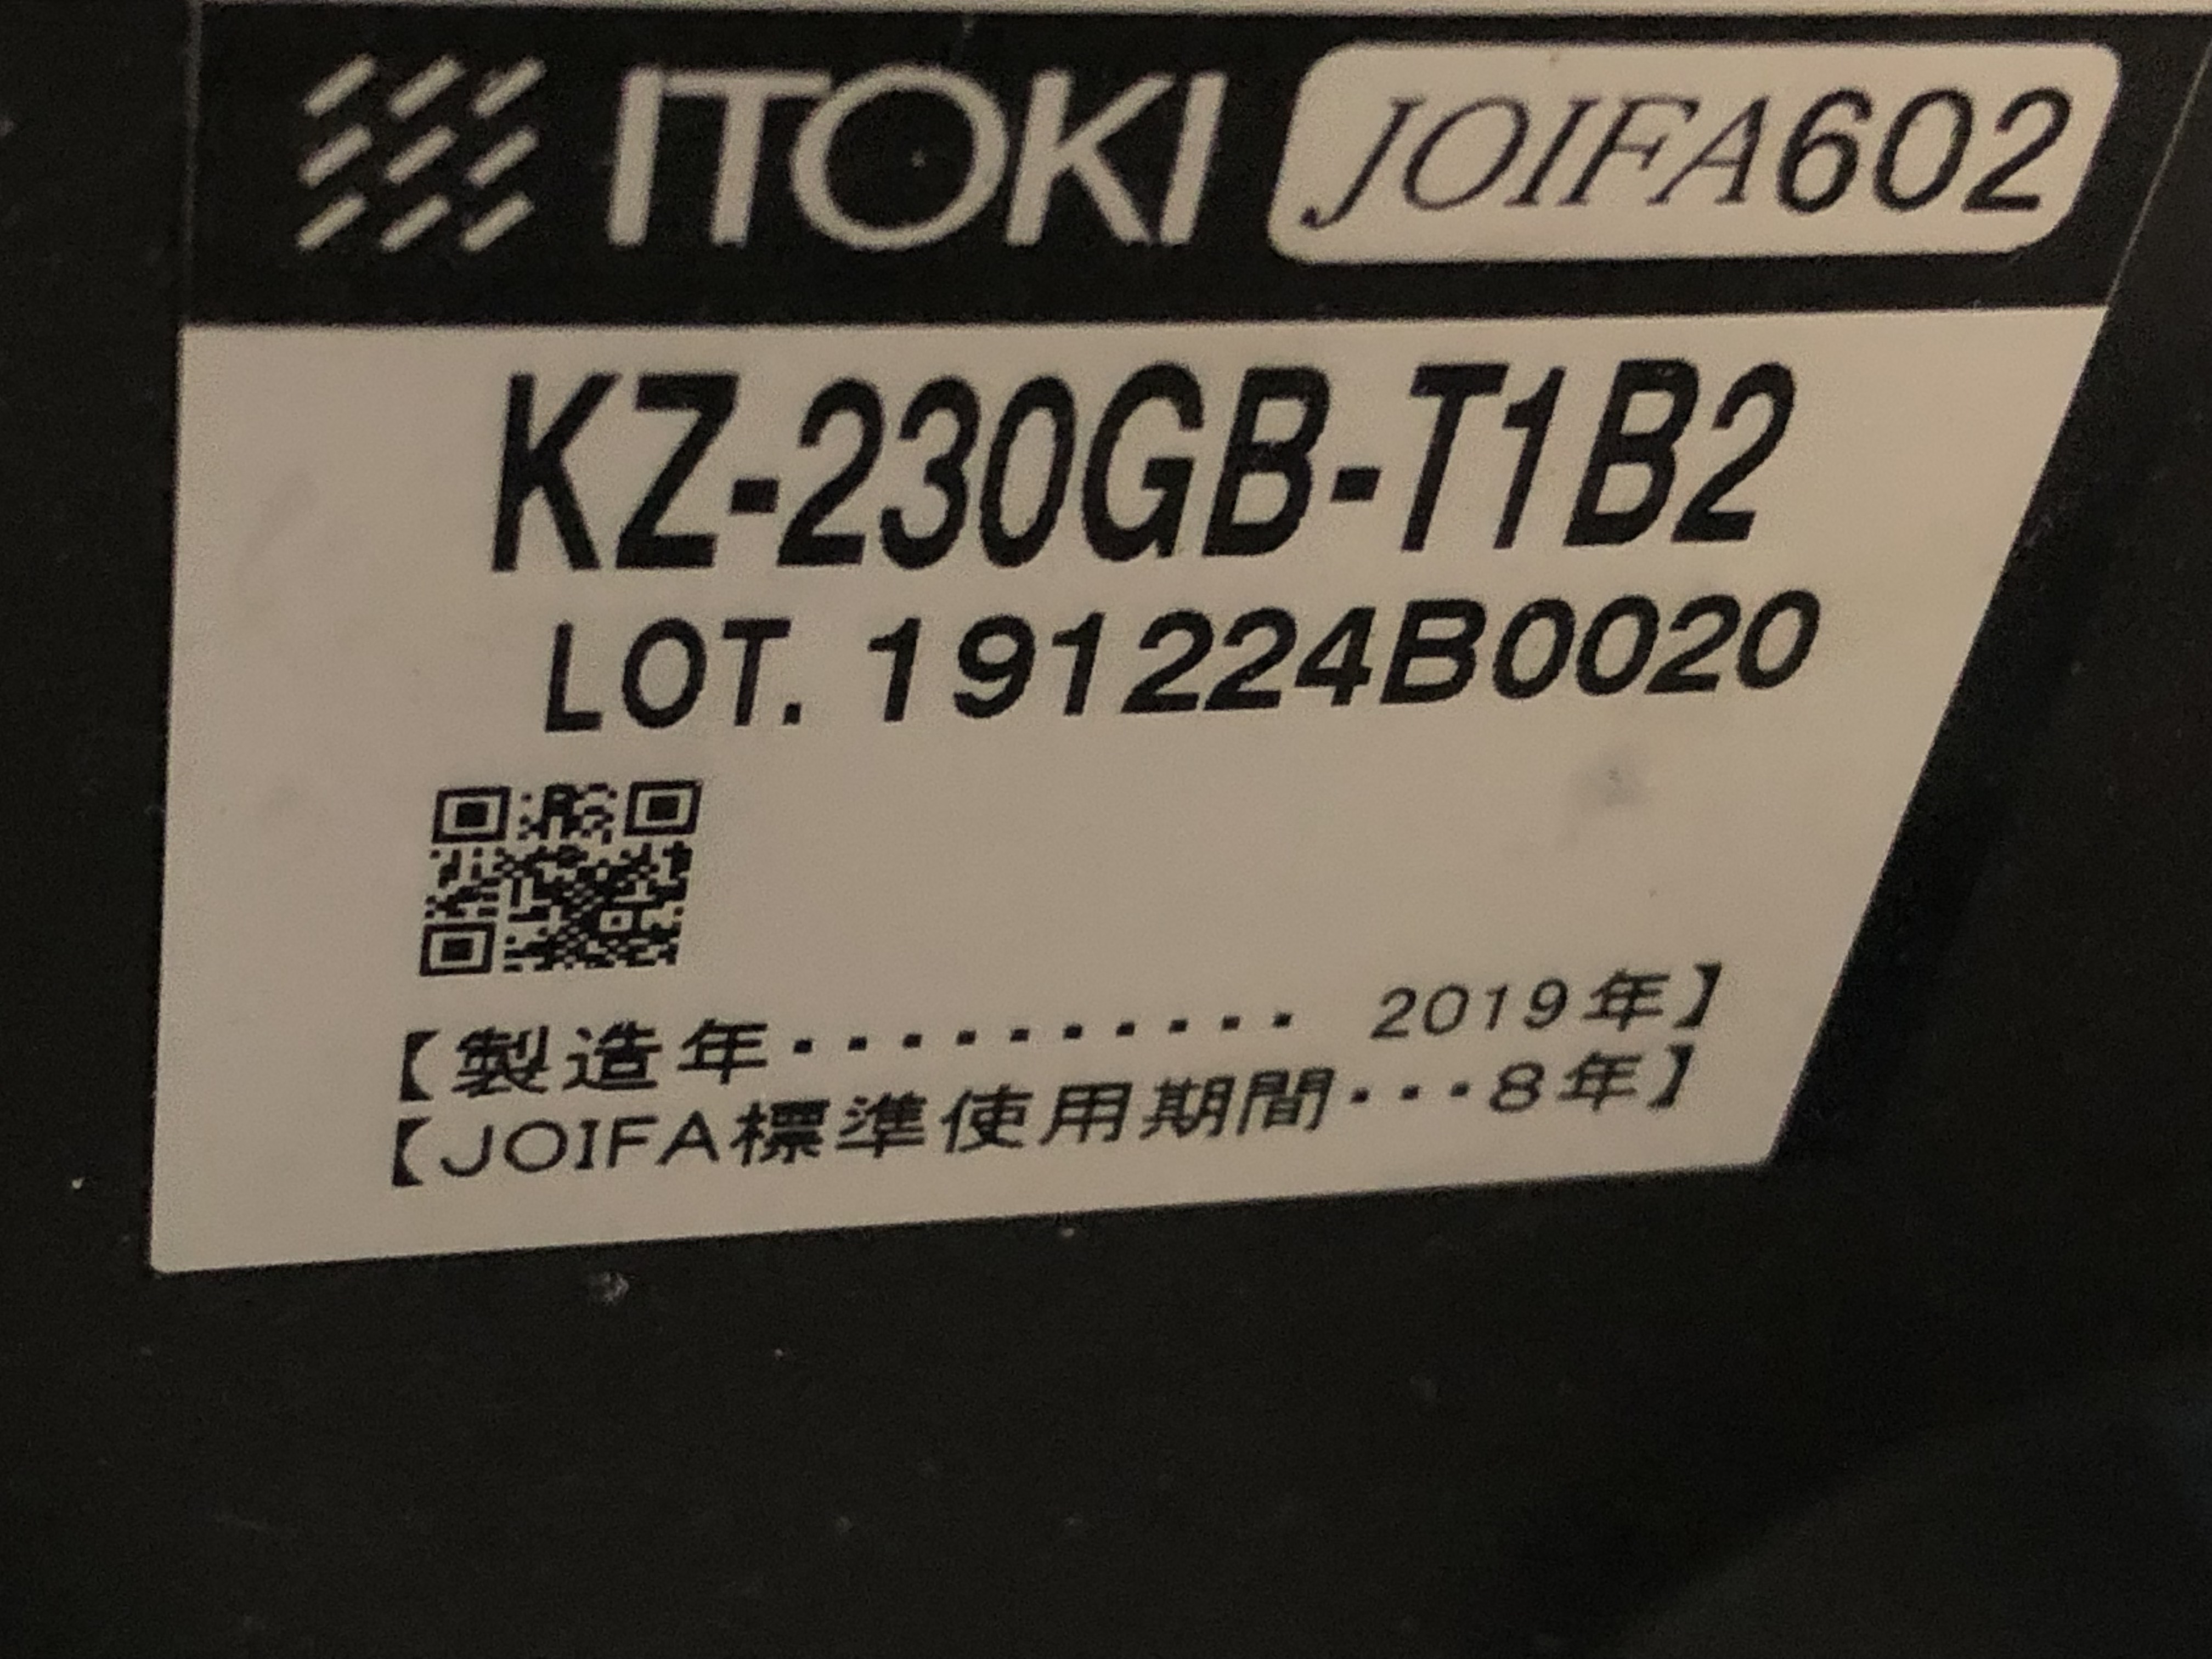 ITOKI JOIFA602
KZ-230GB-T1B2
LOT. 191224B0020
【製造年・・・・・・・・・・ 2019年】
【JOIFA標準使用期間・・・8年】